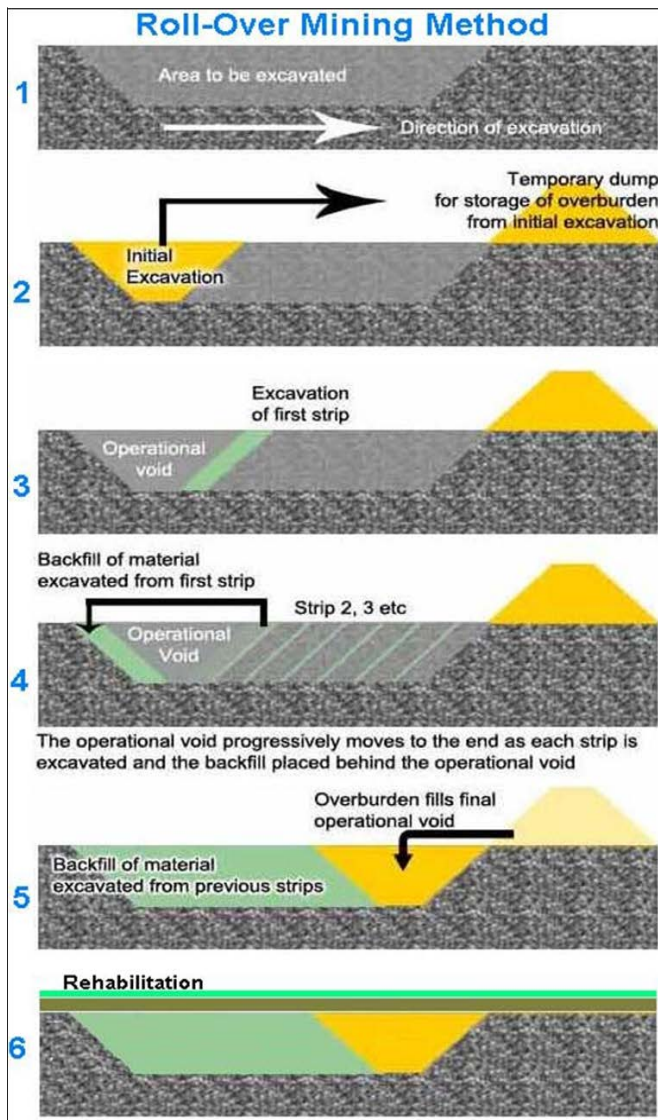 Roll-Over Mining Method
1
Area to be excavated
Direction of excavation
2
Temporary dump
for storage of overburden
from initial excavation
Initial
Excavation
3
Excavation
of first strip
Operational
void
4
Backfill of material
excavated from first strip
Strip 2, 3 etc
Operational
Void
The operational void progressively moves to the end as each strip is
excavated and the backfill placed behind the operational void
5
Overburden fills final
operational void
Backfill of material
excavated from previous strips
6
Rehabilitation